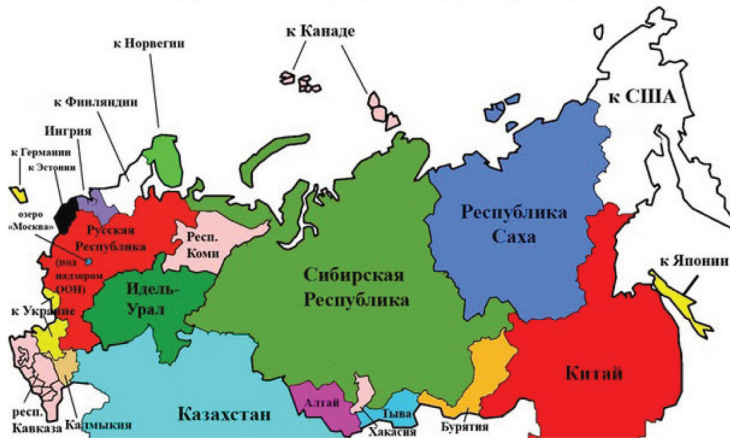 к Норвегии
к Канаде
к США
к Финляндии
Ингрия
к Германии
к Эстонии
озеро
«Москва»
Русская
Республика
(под
надзором
ООН)
Респ.
Коми
Республика
Саха
Сибирская
Республика
к Японии
Идель-
Урал
к Украине
Китай
респ.
Кавказа
Калмыкия
Казахстан
Алтай
Хакасия
Тыва
Бурятия